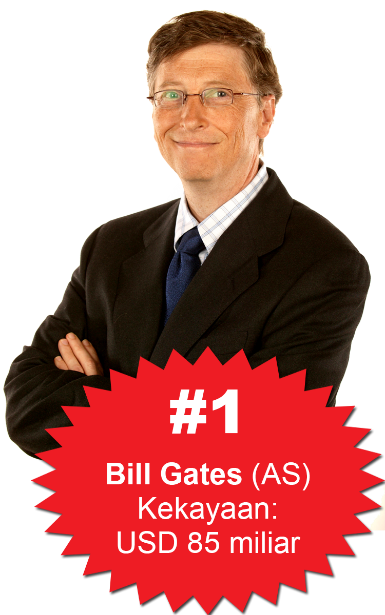 #1
Bill Gates (AS)
Kekayaan:
USD 85 miliar